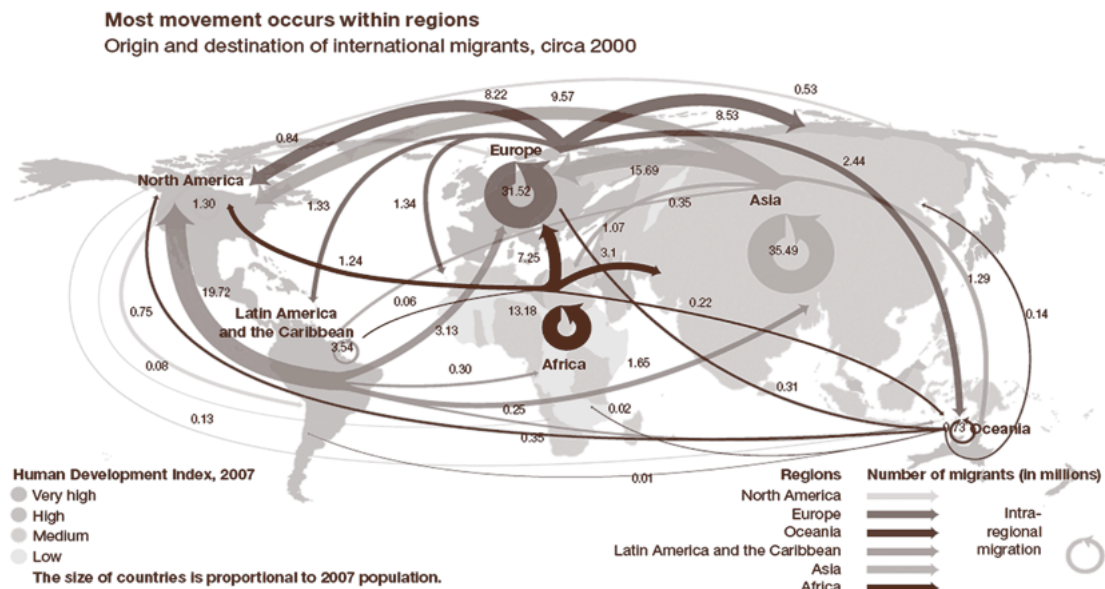 Most movement occurs within regions
Origin and destination of international migrants, circa 2000
0.53
8.22
9.57
8.53
0.84
Europe
2.44
15.69
North America
31.52
0.35
Asia
1.30
1.33
1.34
1.07
35.49
7.25
3.1
1.24
1.29
19.72
0.06
0.22
0.14
0.75
Latin America
and the Caribbean
13.18
3.13
3.54
Africa
1.65
0.08
0.30
0.31
0.25
0.02
0.13
0.35
0.73
Oceania
0.01
Human Development Index, 2007
Very high
High
Medium
Low
The size of countries is proportional to 2007 population.
Regions
Number of migrants (in millions)
North America
Europe
Oceania
Latin America and the Caribbean
Asia
Africa
Intra-
regional
migration